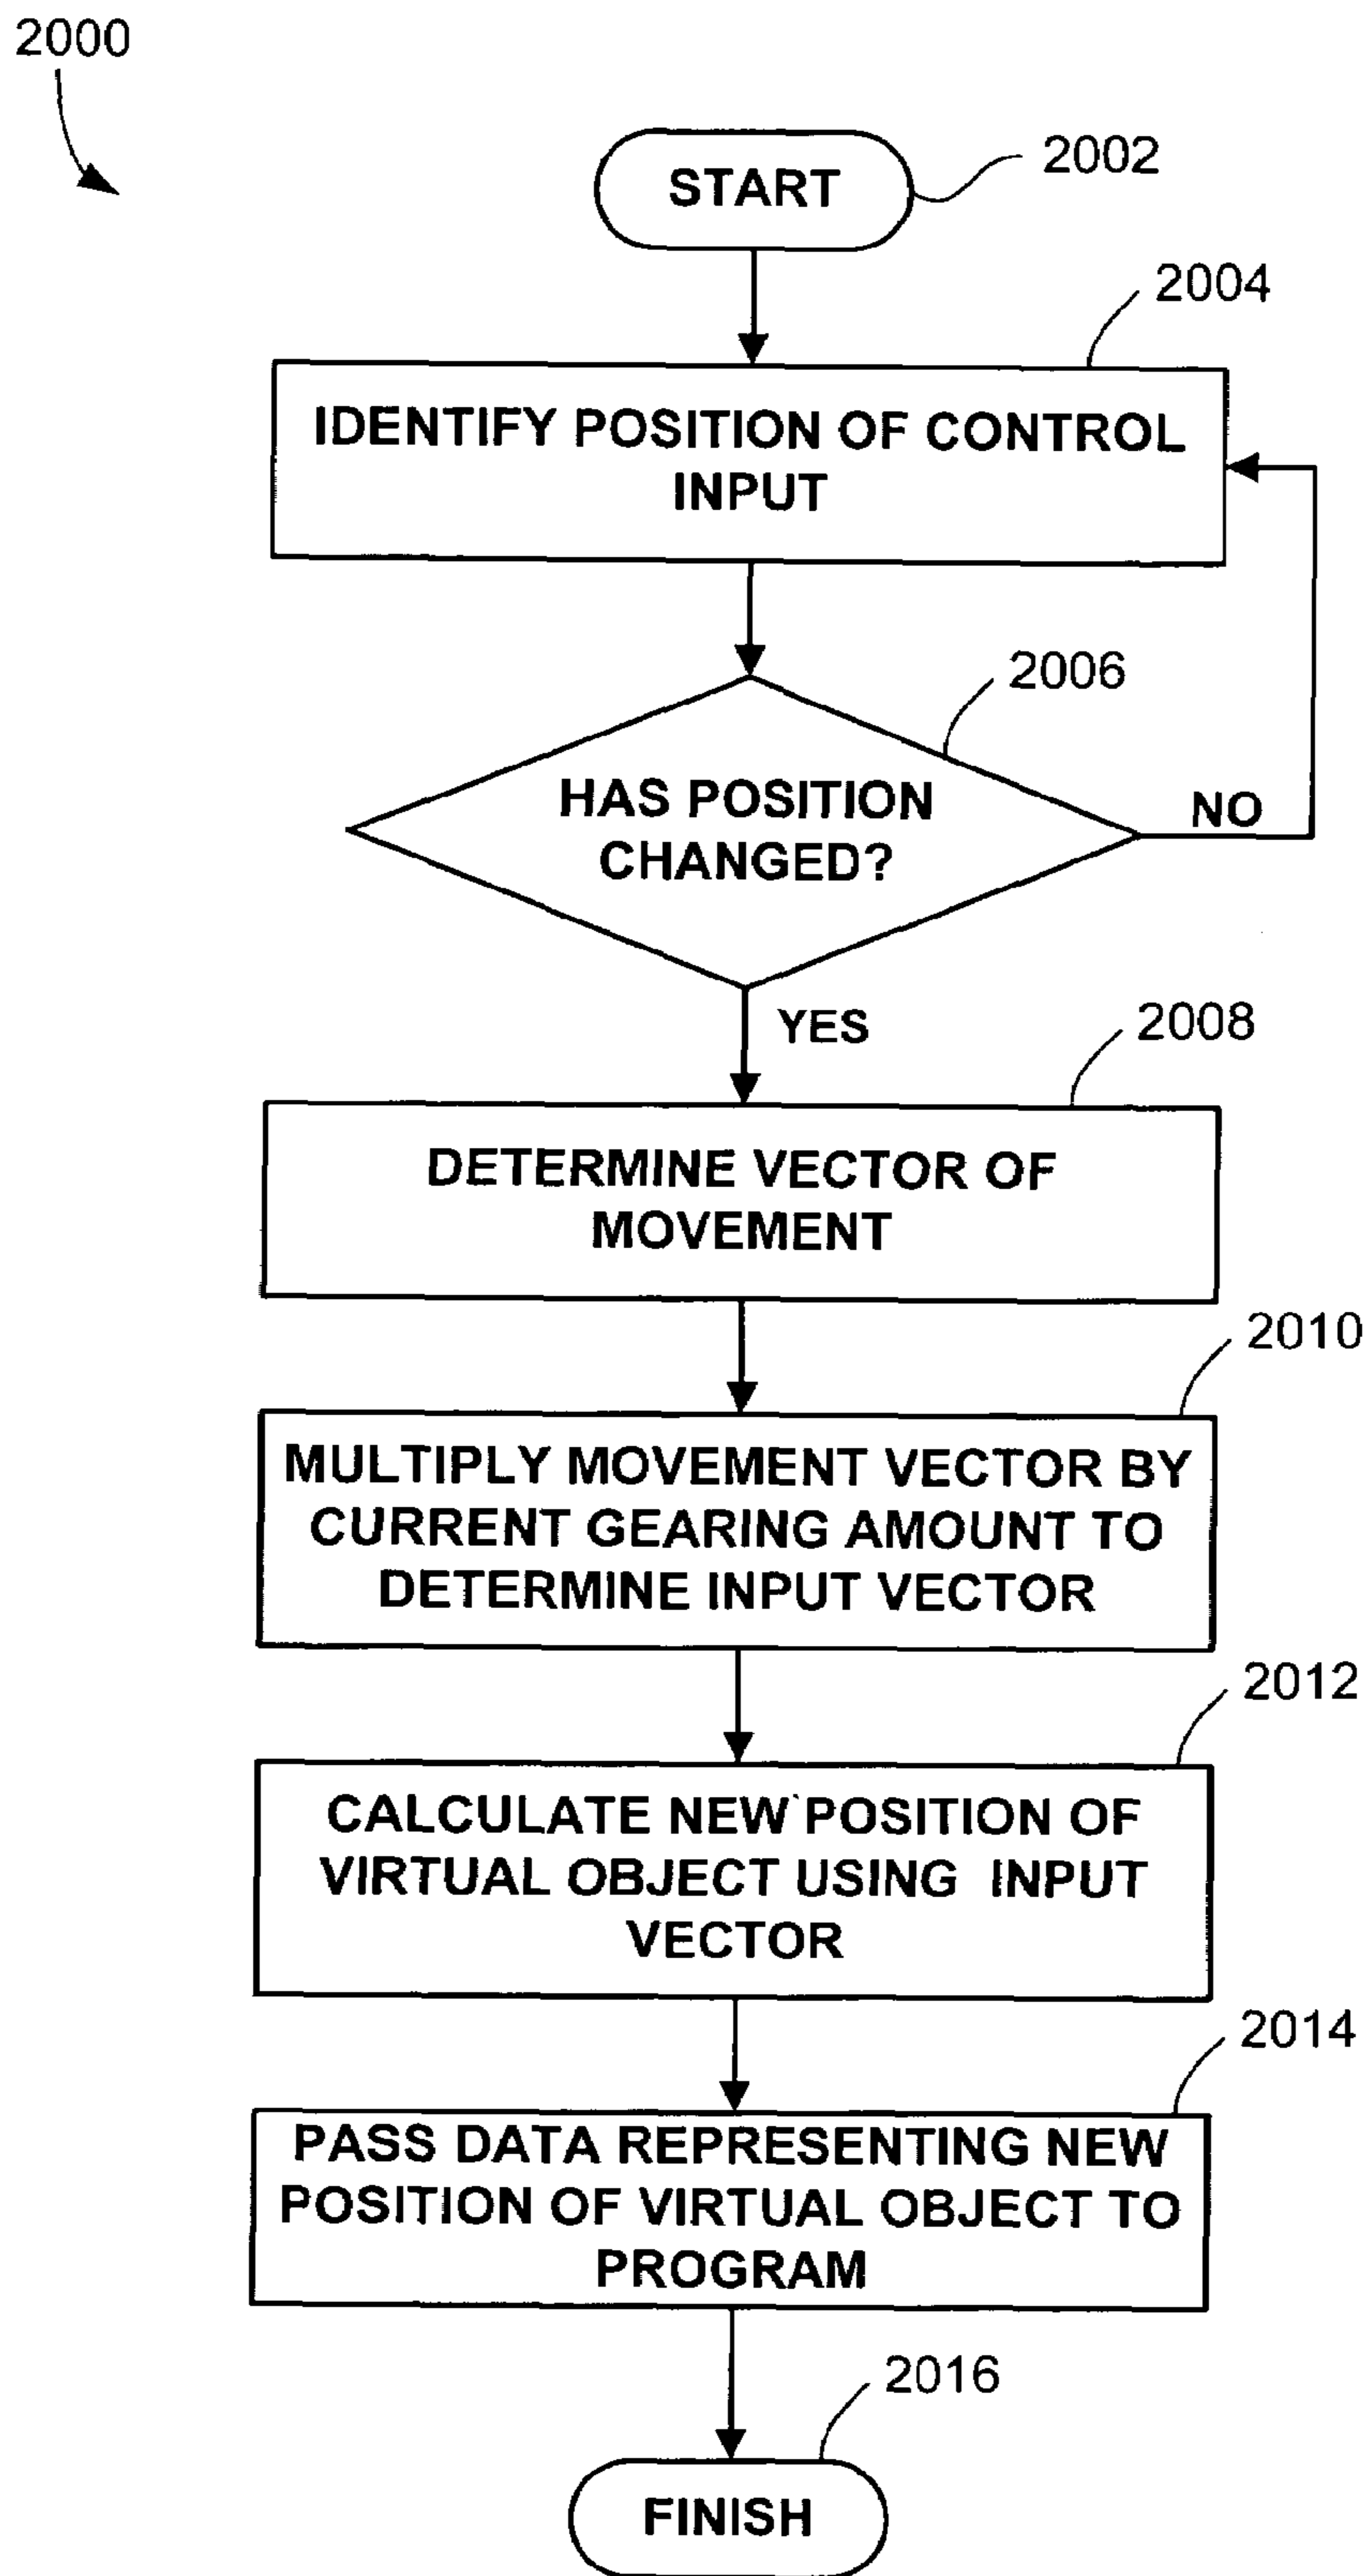 2000
START
2002
2004
IDENTIFY POSITION OF CONTROL
INPUT
2006
HAS POSITION
CHANGED?
NO
YES
2008
DETERMINE VECTOR OF
MOVEMENT
2010
MULTIPLY MOVEMENT VECTOR BY
CURRENT GEARING AMOUNT TO
DETERMINE INPUT VECTOR
2012
CALCULATE NEW POSITION OF
VIRTUAL OBJECT USING INPUT
VECTOR
2014
PASS DATA REPRESENTING NEW
POSITION OF VIRTUAL OBJECT TO
PROGRAM
2016
FINISH